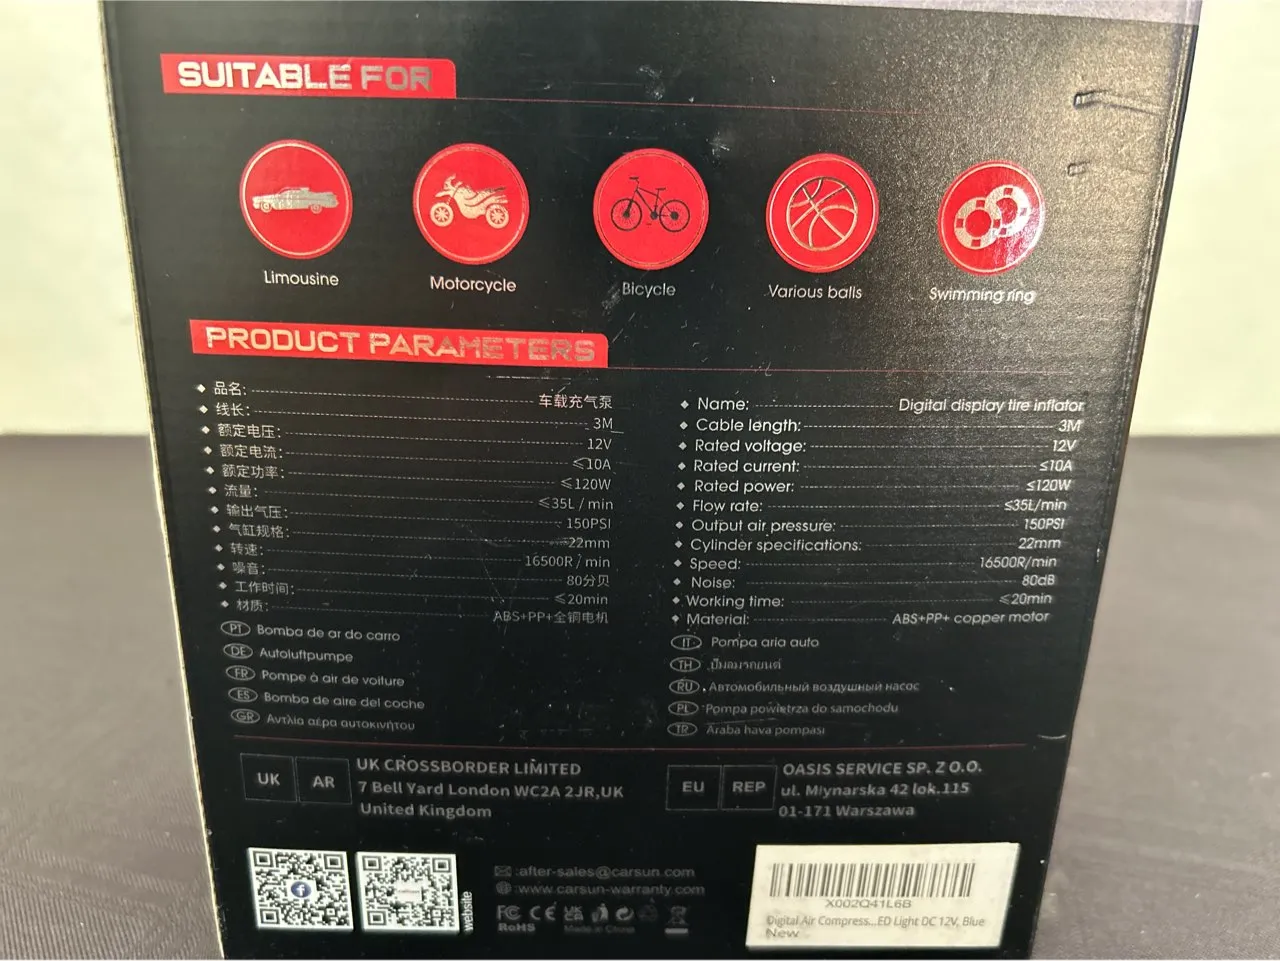 SUITABLE FOR
Limousine
Motorcycle
Bicycle
Various balls
Swimming ring
PRODUCT PARAMETERS
品名: 车载充气泵
线长: 3M
额定电压: 12V
额定电流: ≤10A
额定功率: ≤120W
流量: ≤35L / min
输出气压: 150PSI
气缸规格: 22mm
转速: 16500R / min
噪音: 80分贝
工作时间: ≤20min
材质: ABS+PP+全铜电机
Name: Digital display tire inflator
Cable length: 3M
Rated voltage: 12V
Rated current: ≤10A
Rated power: ≤120W
Flow rate: ≤35L/min
Output air pressure: 150PSI
Cylinder specifications: 22mm
Speed: 16500R/min
Noise: 80dB
Working time: ≤20min
Material: ABS+PP+ copper motor
PT Bomba de ar do carro
DE Autoluftpumpe
FR Pompe à air de voiture
ES Bomba de aire del coche
GR Αντλία αέρα αυτοκινήτου
IT Pompa aria auto
TH ปั๊มลมรถยนต์
RU Автомобильный воздушный насос
PL Pompa powietrza do samochodu
TR Araba hava pompası
UK AR
UK CROSSBORDER LIMITED
7 Bell Yard London WC2A 2JR,UK
United Kingdom
EU REP
OASIS SERVICE SP. Z O.O.
ul. Młynarska 42 lok.115
01-171 Warszawa
website
:after-sales@carsun.com
:www.carsun-warranty.com
FC CE UK CA
RoHS Made in China
X002Q41L6B
Digital Air Compress...ED Light DC 12V, Blue
New